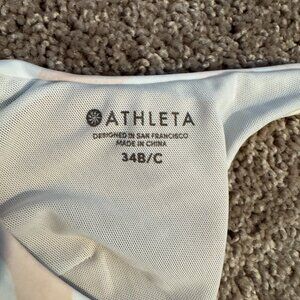 ATHLETA
DESIGNED IN SAN FRANCISCO
MADE IN CHINA
34B/C